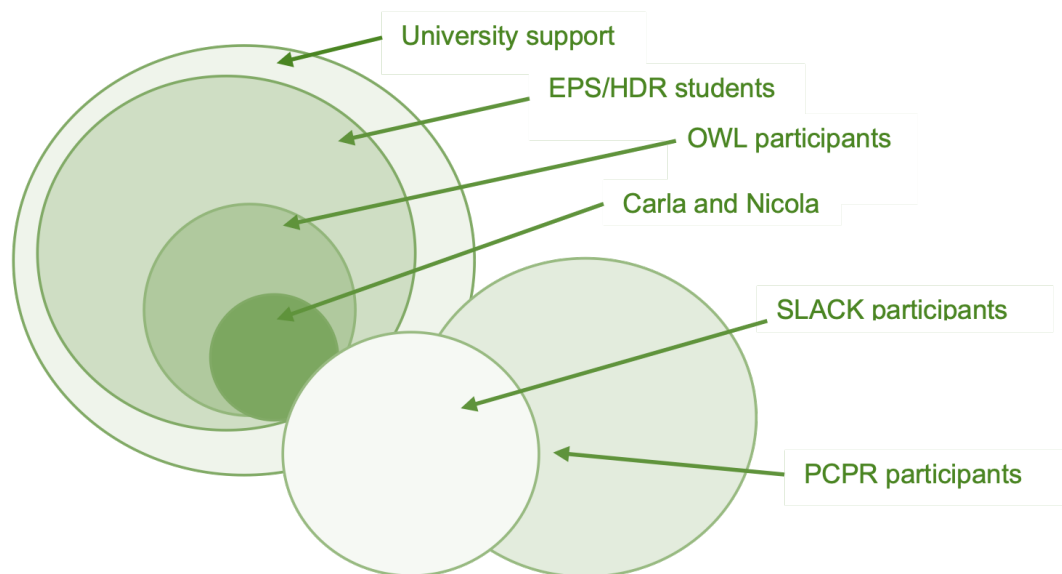 University support
EPS/HDR students
OWL participants
Carla and Nicola
SLACK participants
PCPR participants